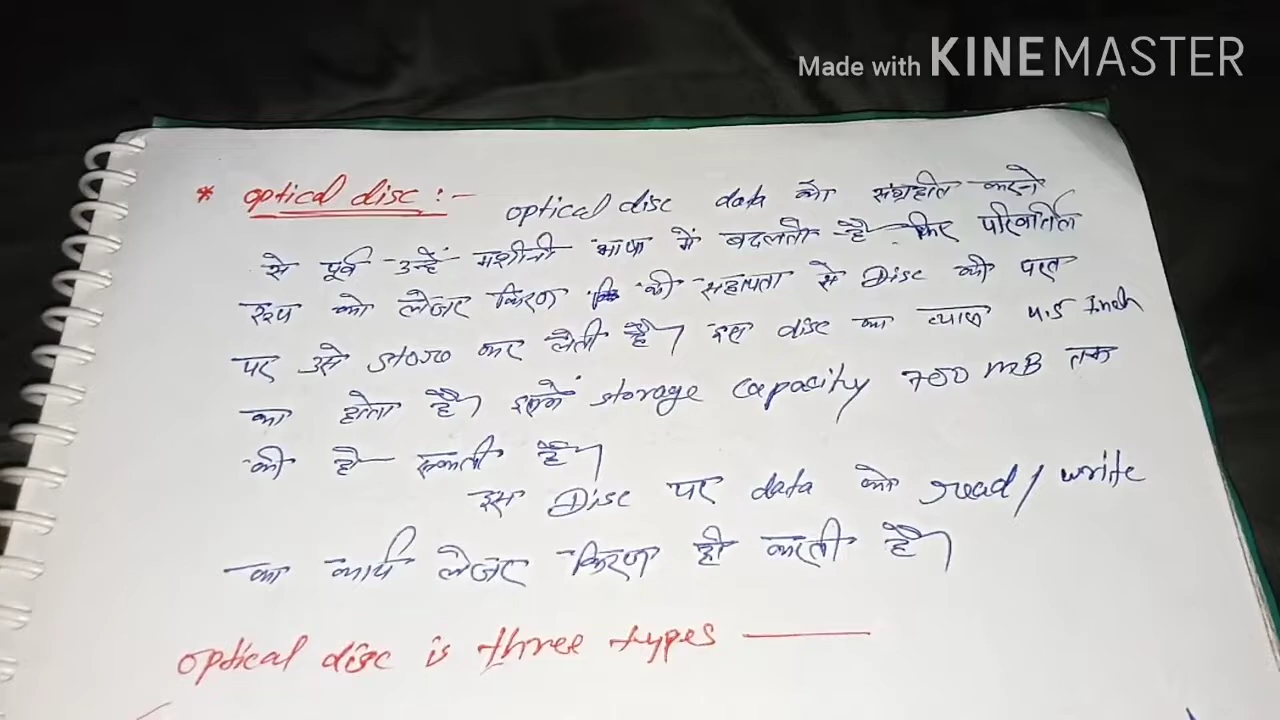 Made with KINEMASTER
* optical disc :- optical disc data को संग्रहीत करने
से पूर्व उन्हें मशीनी भाषा में बदलती है फिर परिवर्तित
रूप को लेजर किरण की सहायता से Disc की परत
पर उसे store कर लेती है। इस disc का व्यास 4.5 Inch
का होता है। इसमें storage capacity 700 MB तक
की हो सकती है।
इस Disc पर data को read/write
का कार्य लेजर किरण ही करती है।
optical disc is three types —